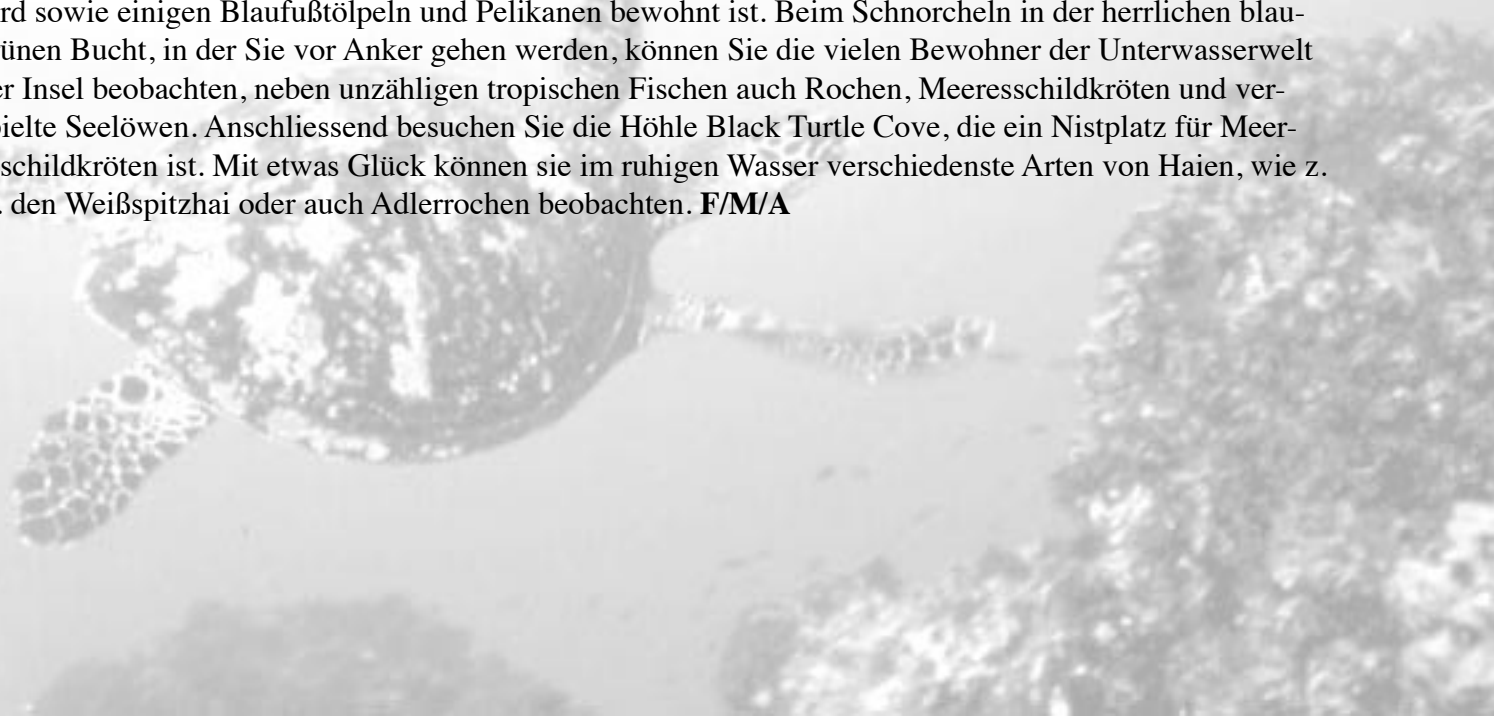 rd sowie einigen Blaufußtölpeln und Pelikanen bewohnt ist. Beim Schnorcheln in der herrlichen blau-
ünen Bucht, in der Sie vor Anker gehen werden, können Sie die vielen Bewohner der Unterwasserwelt
er Insel beobachten, neben unzähligen tropischen Fischen auch Rochen, Meeresschildkröten und ver-
ielte Seelöwen. Anschliessend besuchen Sie die Höhle Black Turtle Cove, die ein Nistplatz für Meer-
schildkröten ist. Mit etwas Glück können sie im ruhigen Wasser verschiedenste Arten von Haien, wie z.
. den Weißspitzhai oder auch Adlerrochen beobachten. F/M/A